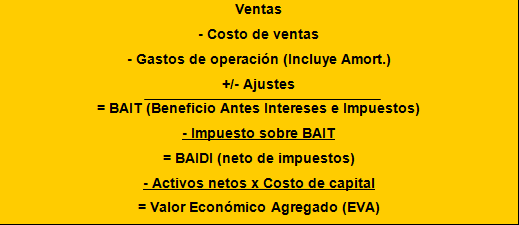 Ventas
- Costo de ventas
- Gastos de operación (Incluye Amort.)
+/- Ajustes
= BAIT (Beneficio Antes Intereses e Impuestos)
- Impuesto sobre BAIT
= BAIDI (neto de impuestos)
- Activos netos x Costo de capital
= Valor Económico Agregado (EVA)